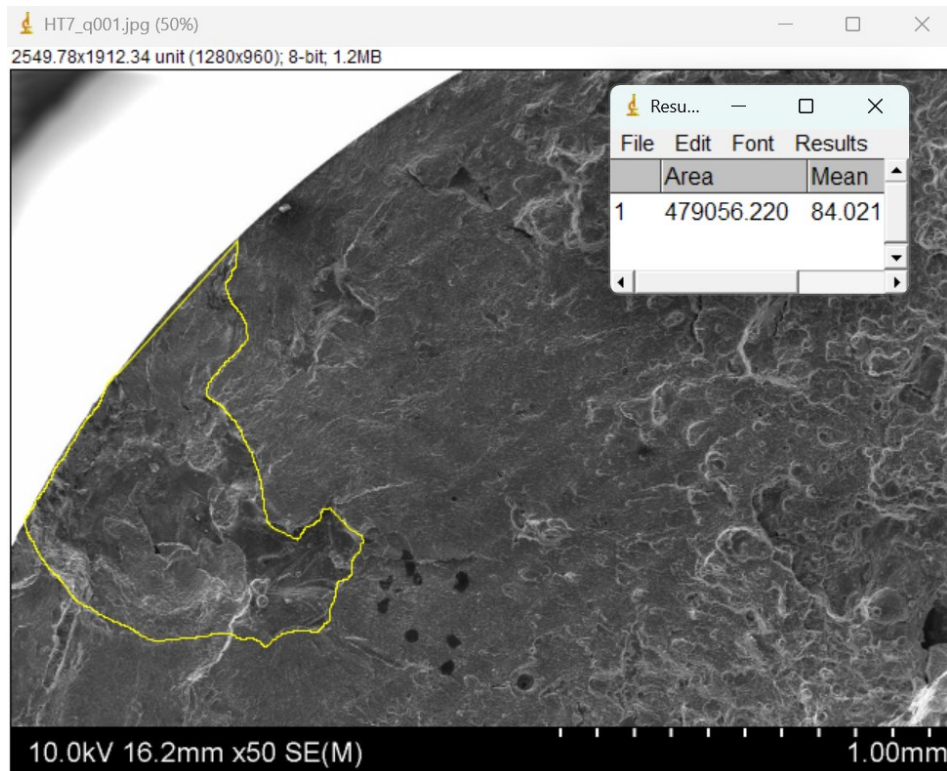 HT7_q001.jpg (50%)
2549.78x1912.34 unit (1280x960); 8-bit; 1.2MB
Resu...
File Edit Font Results
Area Mean
1 479056.220 84.021
10.0kV 16.2mm x50 SE(M) 1.00mm